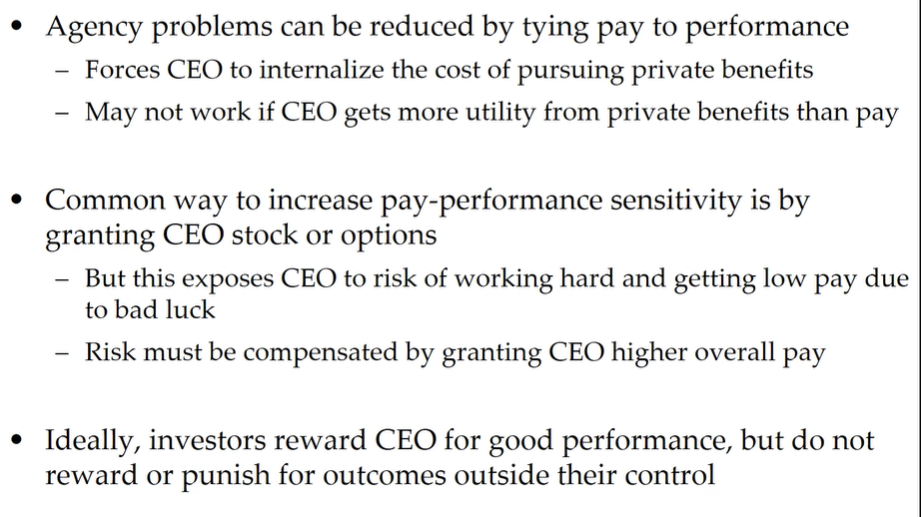 • Agency problems can be reduced by tying pay to performance
– Forces CEO to internalize the cost of pursuing private benefits
– May not work if CEO gets more utility from private benefits than pay
• Common way to increase pay-performance sensitivity is by
granting CEO stock or options
– But this exposes CEO to risk of working hard and getting low pay due
to bad luck
– Risk must be compensated by granting CEO higher overall pay
• Ideally, investors reward CEO for good performance, but do not
reward or punish for outcomes outside their control